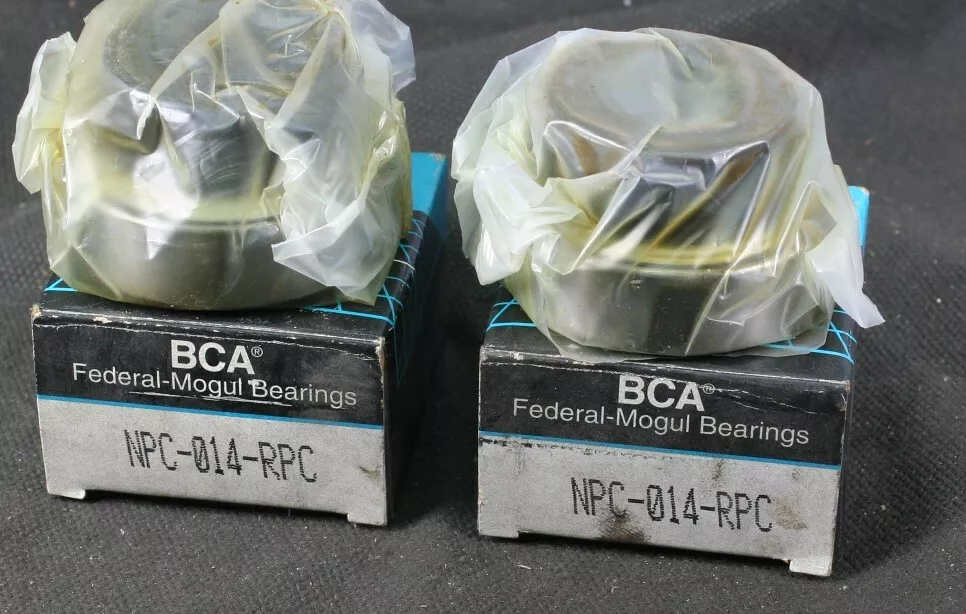 BCA®
Federal-Mogul Bearings
NPC-014-RPC
BCA®
Federal-Mogul Bearings
NPC-014-RPC